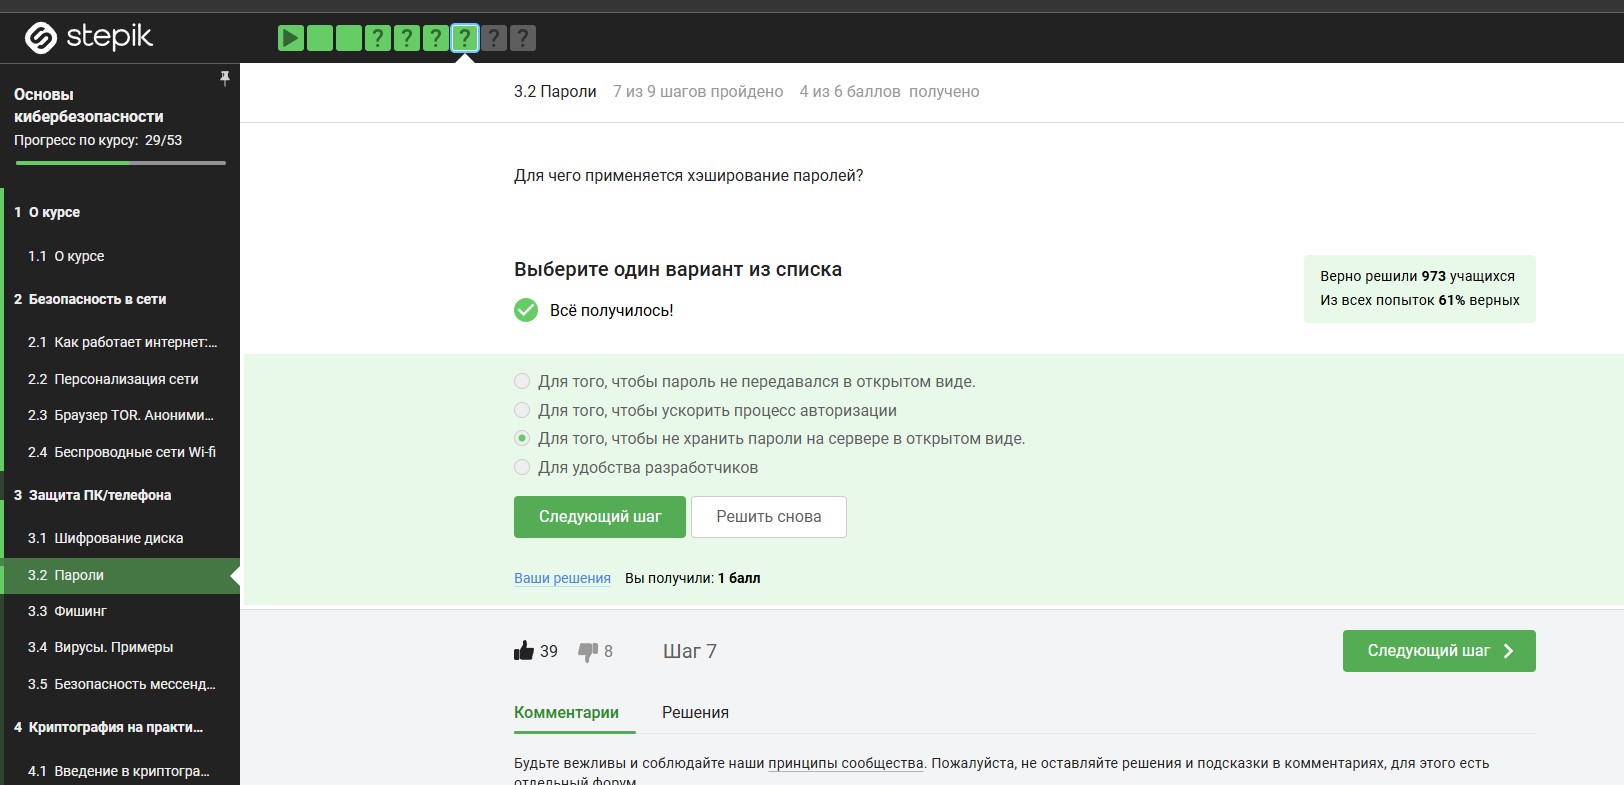 stepik
? ? ? ? ? ?
Основы
кибербезопасности
Прогресс по курсу: 29/53
1 О курсе
1.1 О курсе
2 Безопасность в сети
2.1 Как работает интернет:...
2.2 Персонализация сети
2.3 Браузер TOR. Аноними...
2.4 Беспроводные сети Wi-fi
3 Защита ПК/телефона
3.1 Шифрование диска
3.2 Пароли
3.3 Фишинг
3.4 Вирусы. Примеры
3.5 Безопасность мессенд...
4 Криптография на практи...
4.1 Введение в криптогра...
3.2 Пароли 7 из 9 шагов пройдено 4 из 6 баллов получено
Для чего применяется хэширование паролей?
Выберите один вариант из списка
Всё получилось!
Верно решили 973 учащихся
Из всех попыток 61% верных
Для того, чтобы пароль не передавался в открытом виде.
Для того, чтобы ускорить процесс авторизации
Для того, чтобы не хранить пароли на сервере в открытом виде.
Для удобства разработчиков
Следующий шаг Решить снова
Ваши решения Вы получили: 1 балл
39 8 Шаг 7 Следующий шаг
Комментарии Решения
Будьте вежливы и соблюдайте наши принципы сообщества. Пожалуйста, не оставляйте решения и подсказки в комментариях, для этого есть
отдельный форум.